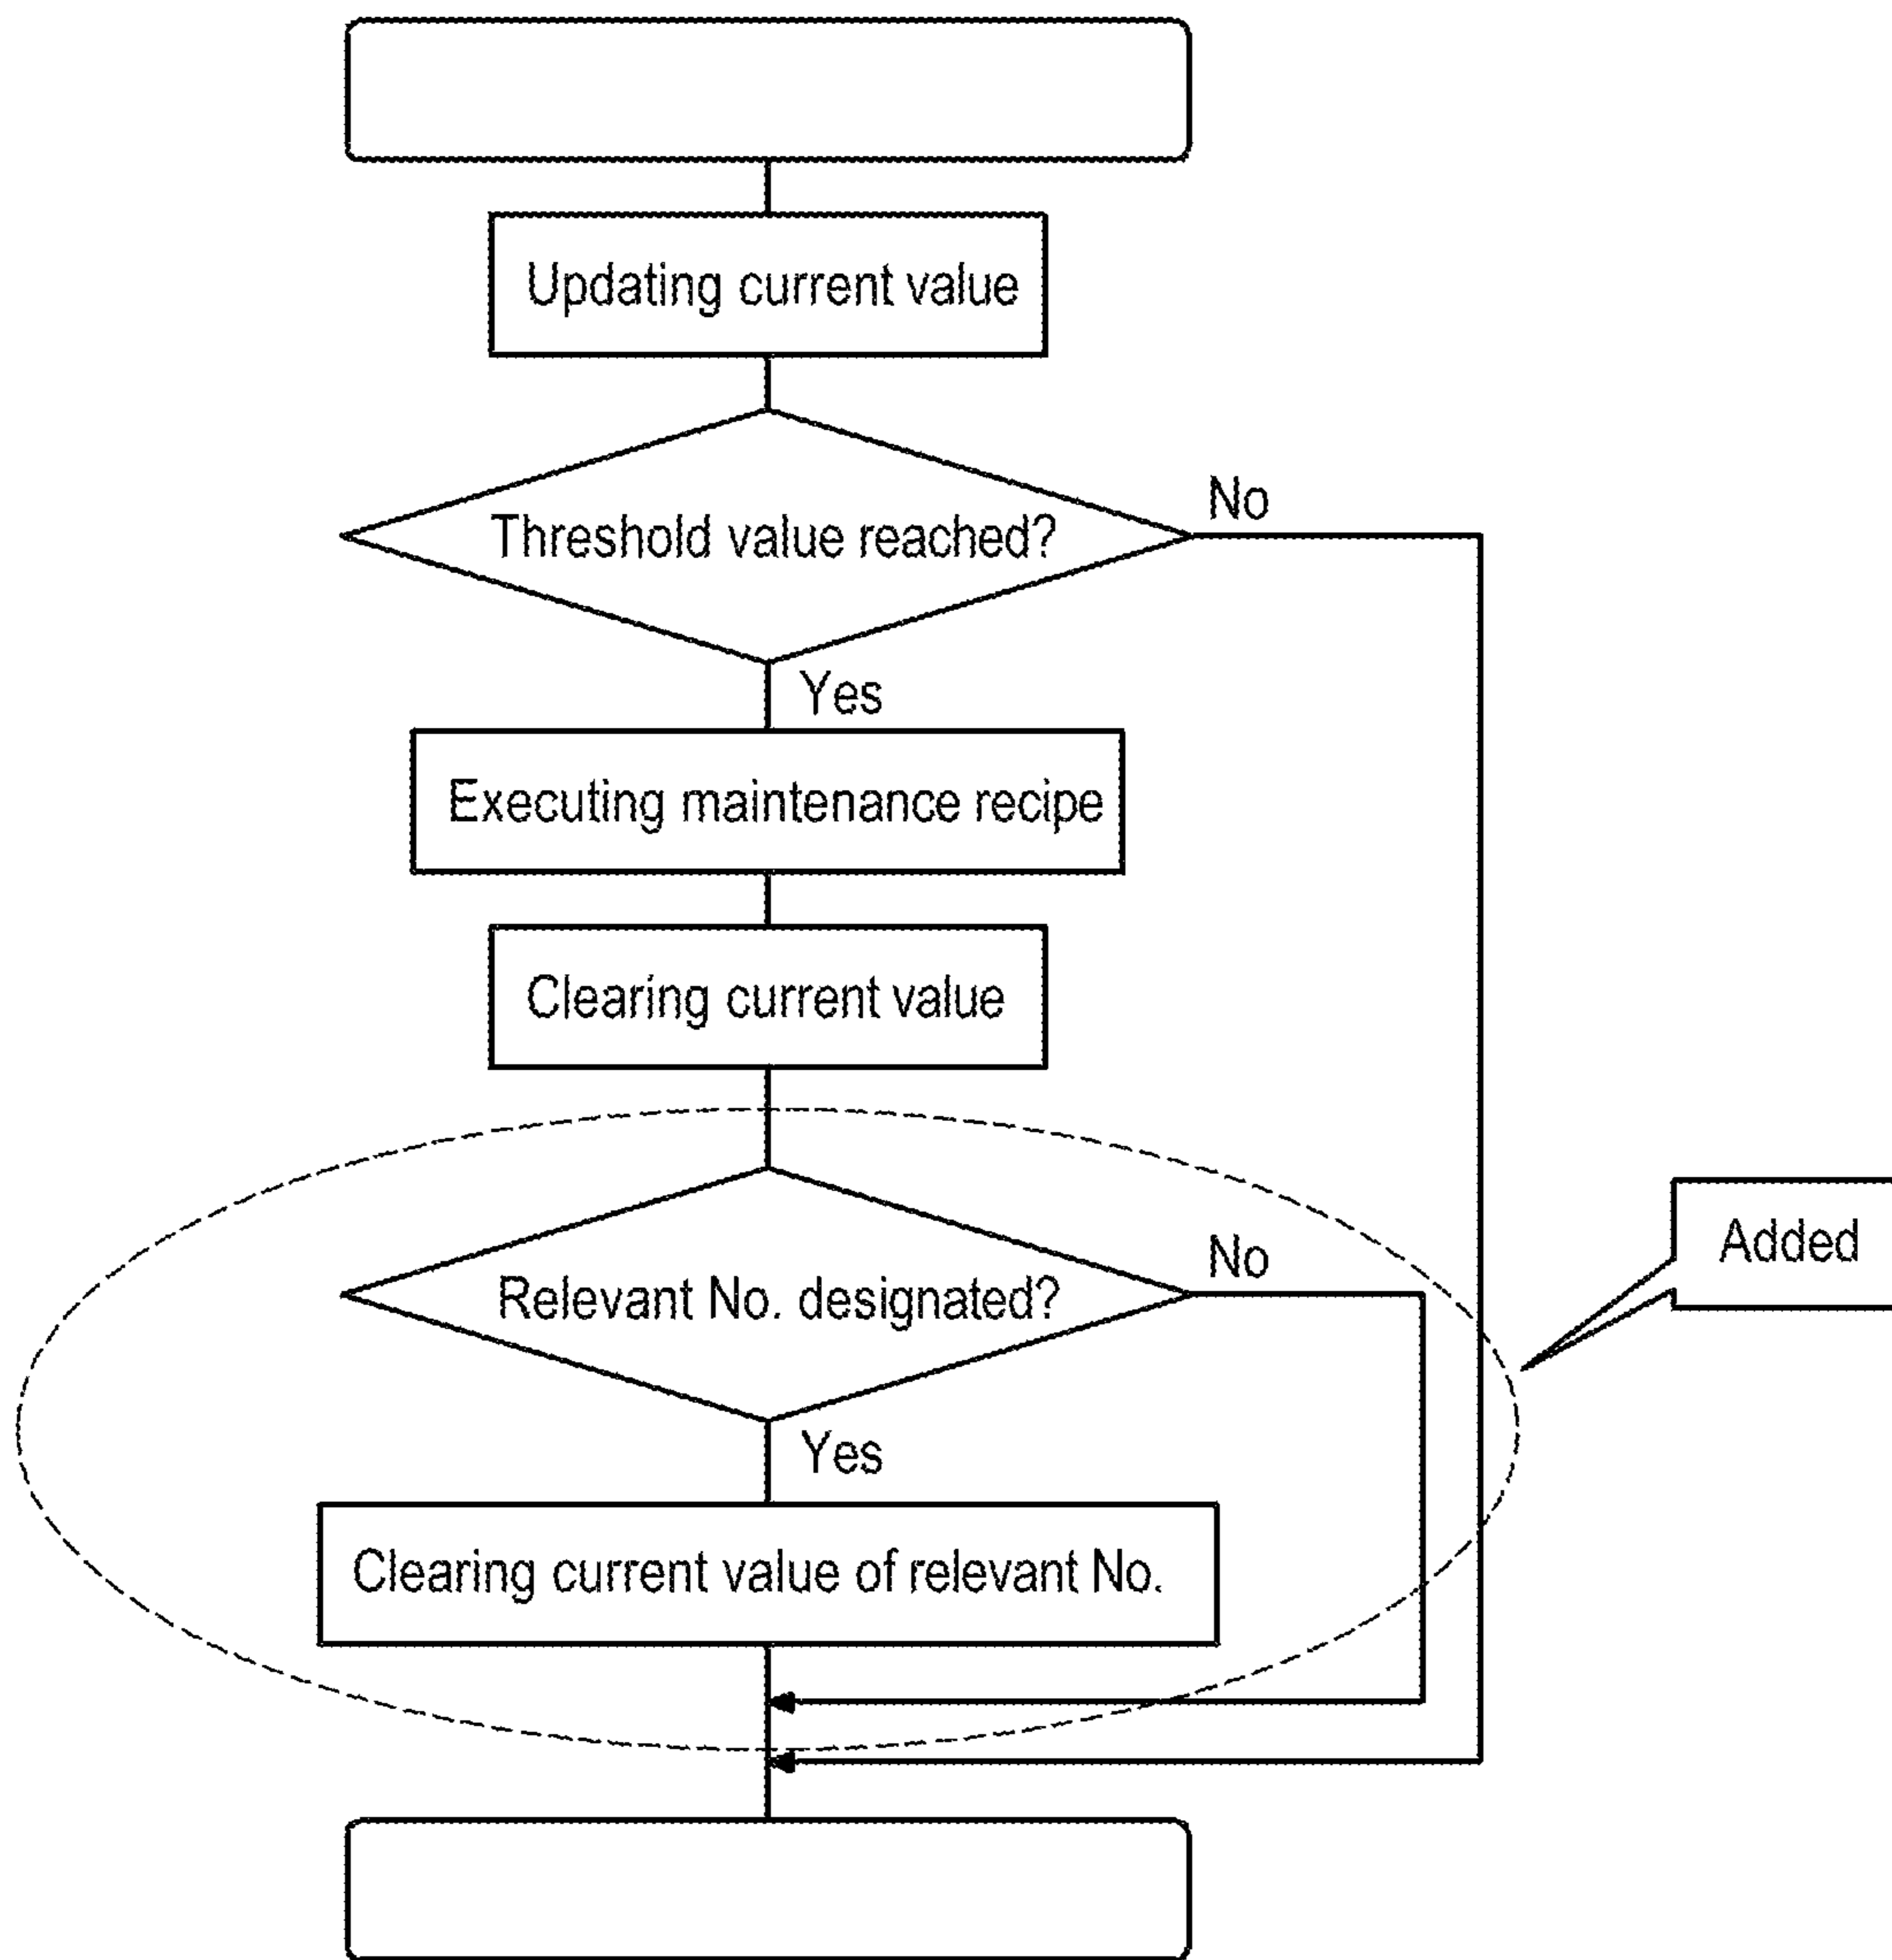 Updating current value
Threshold value reached?
No
Yes
Executing maintenance recipe
Clearing current value
Relevant No. designated?
No
Added
Yes
Clearing current value of relevant No.